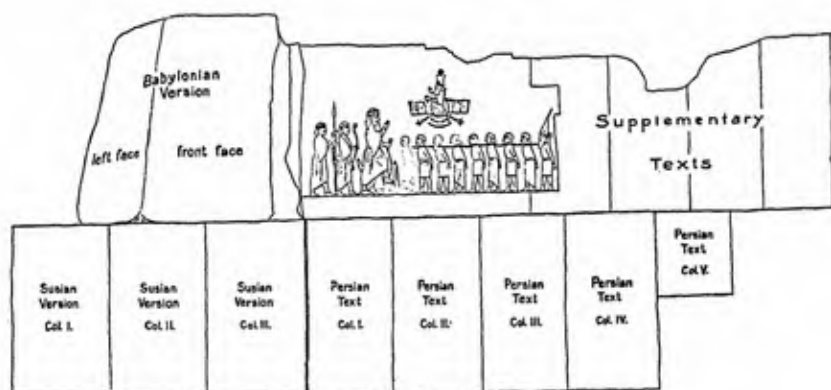 Babylonian
Version
left face
front face
Supplementary
Texts
Susian
Version
Col. I.
Susian
Version
Col. II.
Susian
Version
Col. III.
Persian
Text
Col. I.
Persian
Text
Col. II.
Persian
Text
Col. III.
Persian
Text
Col. IV.
Persian
Text
Col. V.